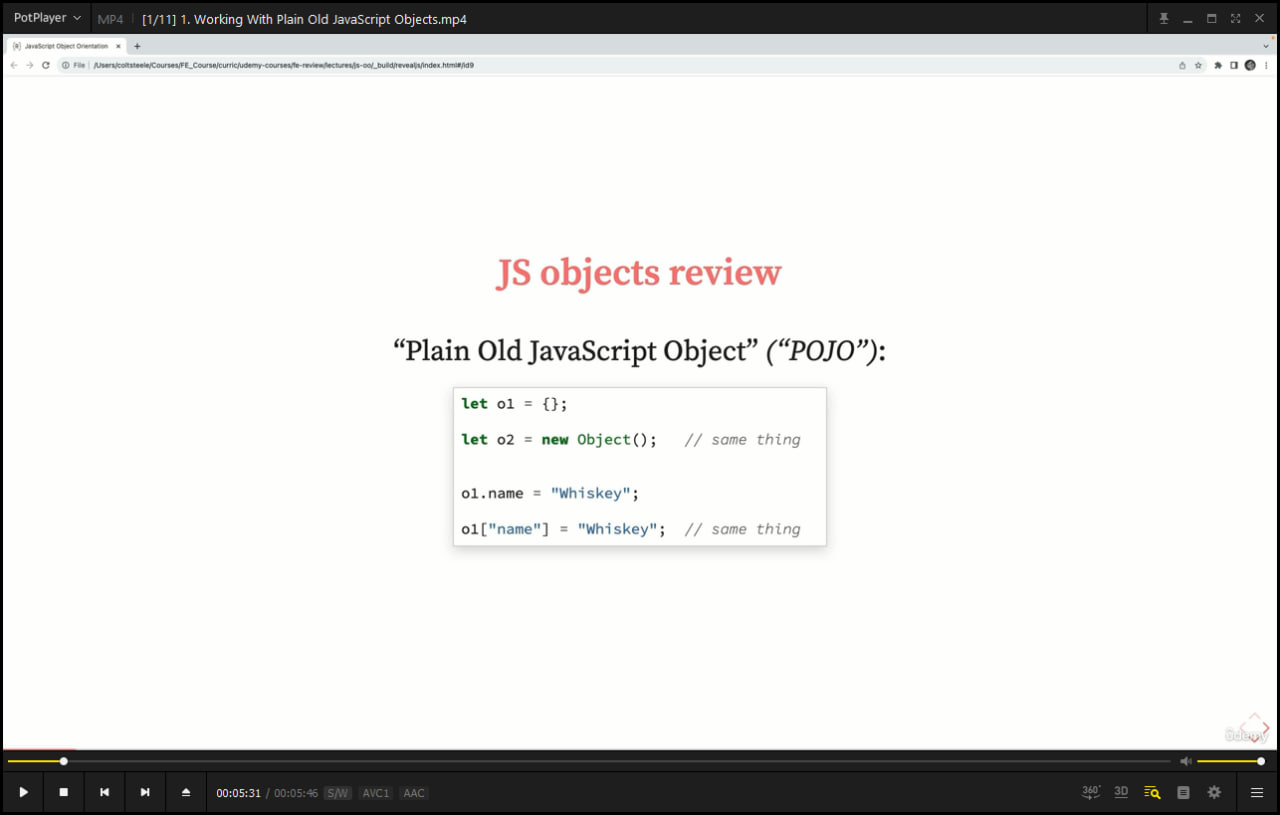 PotPlayer MP4 [1/11] 1. Working With Plain Old JavaScript Objects.mp4
JavaScript Object Orientation
File /Users/coltsteele/Courses/FE_Course/curric/udemy-courses/fe-review/lectures/js-oo/_build/revealjs/index.html#/id9
JS objects review
“Plain Old JavaScript Object” (“POJO”):
let o1 = {};
let o2 = new Object();   // same thing
o1.name = "Whiskey";
o1["name"] = "Whiskey";  // same thing
udemy
00:05:31 / 00:05:46 S/W AVC1 AAC
360° 3D